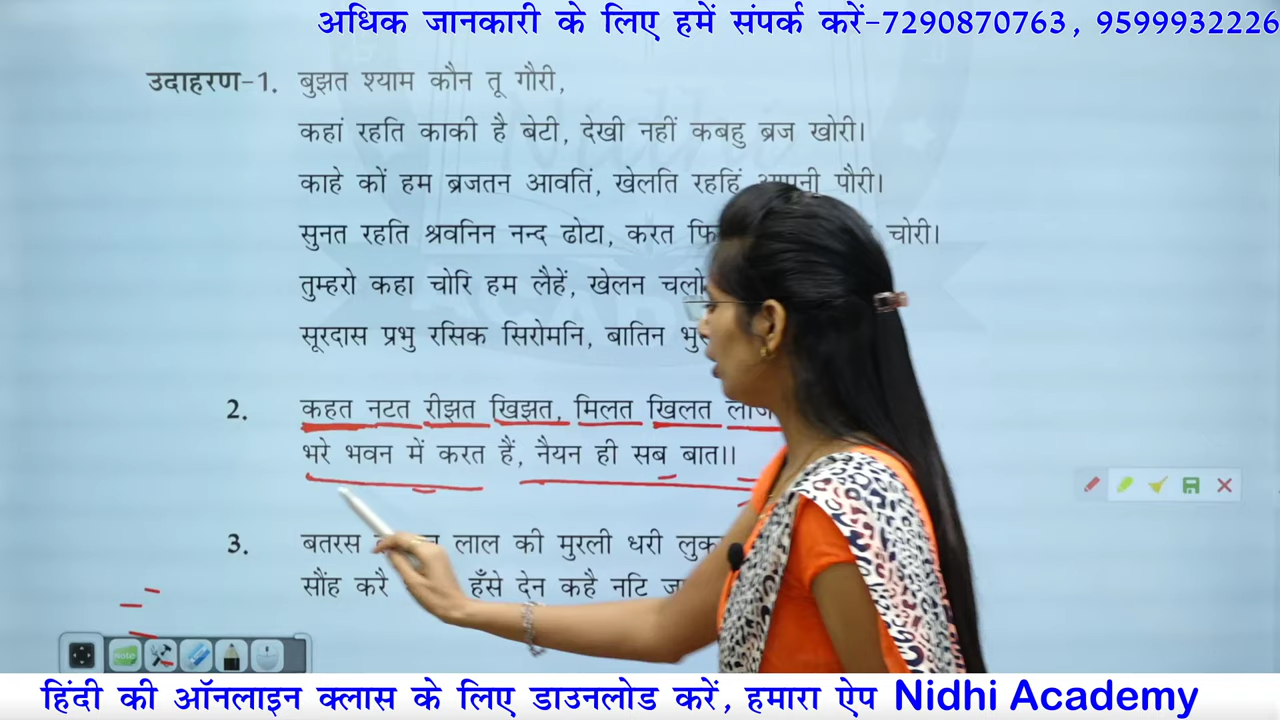 अधिक जानकारी के लिए हमें संपर्क करें-7290870763, 9599932226
उदाहरण-1. बुझत श्याम कौन तू गौरी,
कहां रहति काकी है बेटी, देखी नहीं कबहु ब्रज खोरी।
काहे कों हम ब्रजतन आवतिं, खेलति रहहिं पौरी।
सुनत रहति श्रवनिन नन्द ढोटा, करत चोरी।
तुम्हरो कहा चोरि हम लैहें, खेलन चलो
सूरदास प्रभु रसिक सिरोमनि, बातिन
2. कहत नटत रीझत खिझत, मिलत खिलत
भरे भवन में करत हैं, नैयन ही सब बात।।
3. बतरस लाल की मुरली धरी
सौंह करै हँसे देन कहै नटि
Note
हिंदी की ऑनलाइन क्लास के लिए डाउनलोड करें, हमारा ऐप Nidhi Academy